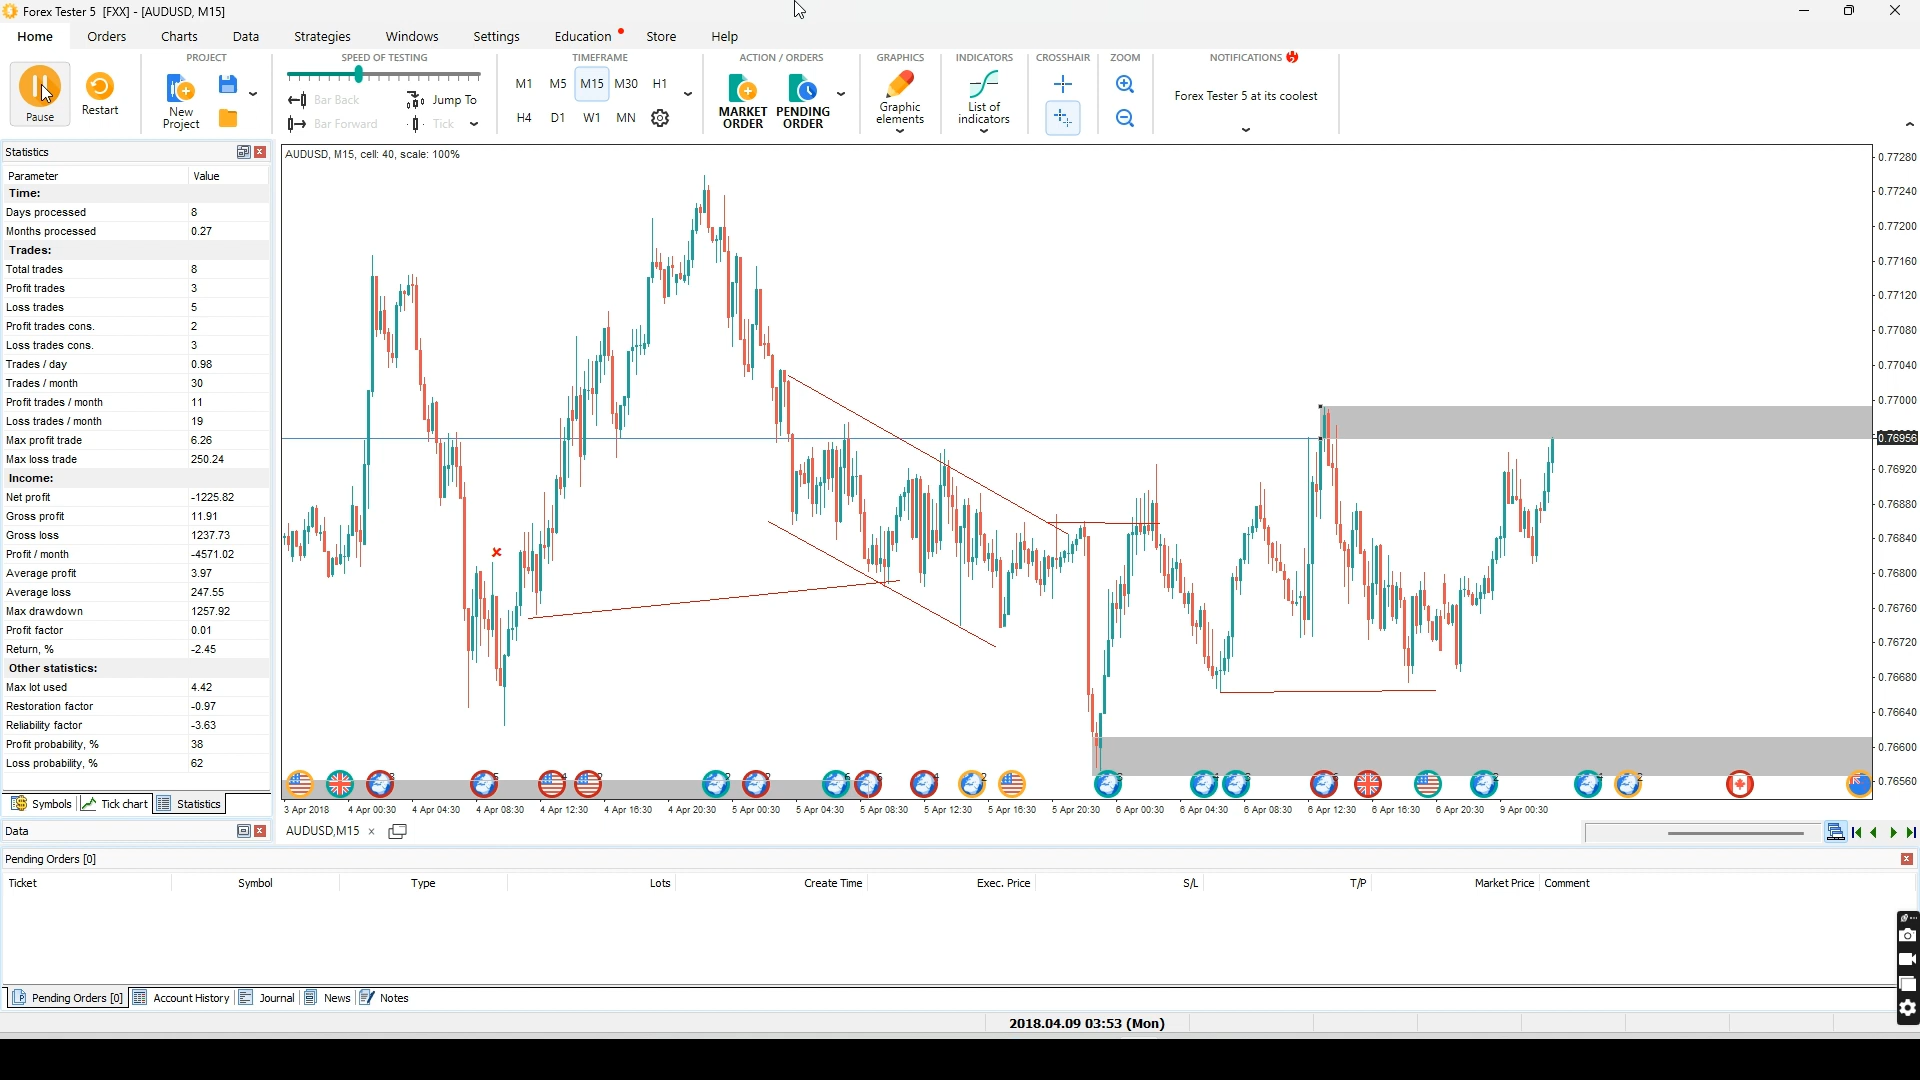 Forex Tester 5 [FXX] - [AUDUSD, M15]
Home Orders Charts Data Strategies Windows Settings Education Store Help
PROJECT SPEED OF TESTING TIMEFRAME ACTION / ORDERS GRAPHICS INDICATORS CROSSHAIR ZOOM NOTIFICATIONS
Pause Restart New Project
Bar Back Jump To
Bar Forward Tick
M1 M5 M15 M30 H1
H4 D1 W1 MN
MARKET ORDER PENDING ORDER
Graphic elements
List of indicators
Forex Tester 5 at its coolest
Statistics
Parameter Value
Time:
Days processed 8
Months processed 0.27
Trades:
Total trades 8
Profit trades 3
Loss trades 5
Profit trades cons. 2
Loss trades cons. 3
Trades / day 0.98
Trades / month 30
Profit trades / month 11
Loss trades / month 19
Max profit trade 6.26
Max loss trade 250.24
Income:
Net profit -1225.82
Gross profit 11.91
Gross loss 1237.73
Profit / month -4571.02
Average profit 3.97
Average loss 247.55
Max drawdown 1257.92
Profit factor 0.01
Return, % -2.45
Other statistics:
Max lot used 4.42
Restoration factor -0.97
Reliability factor -3.63
Profit probability, % 38
Loss probability, % 62
Symbols Tick chart Statistics
AUDUSD, M15, cell: 40, scale: 100%
0.77280
0.77240
0.77200
0.77160
0.77120
0.77080
0.77040
0.77000
0.76956
0.76920
0.76880
0.76840
0.76800
0.76760
0.76720
0.76680
0.76640
0.76600
0.76560
3 Apr 2018 4 Apr 00:30 4 Apr 04:30 4 Apr 08:30 4 Apr 12:30 4 Apr 16:30 4 Apr 20:30 5 Apr 00:30 5 Apr 04:30 5 Apr 08:30 5 Apr 12:30 5 Apr 16:30 5 Apr 20:30 6 Apr 00:30 6 Apr 04:30 6 Apr 08:30 6 Apr 12:30 6 Apr 16:30 6 Apr 20:30 9 Apr 00:30
Data
AUDUSD,M15
Pending Orders [0]
Ticket Symbol Type Lots Create Time Exec. Price S/L T/P Market Price Comment
Pending Orders [0] Account History Journal News Notes
2018.04.09 03:53 (Mon)